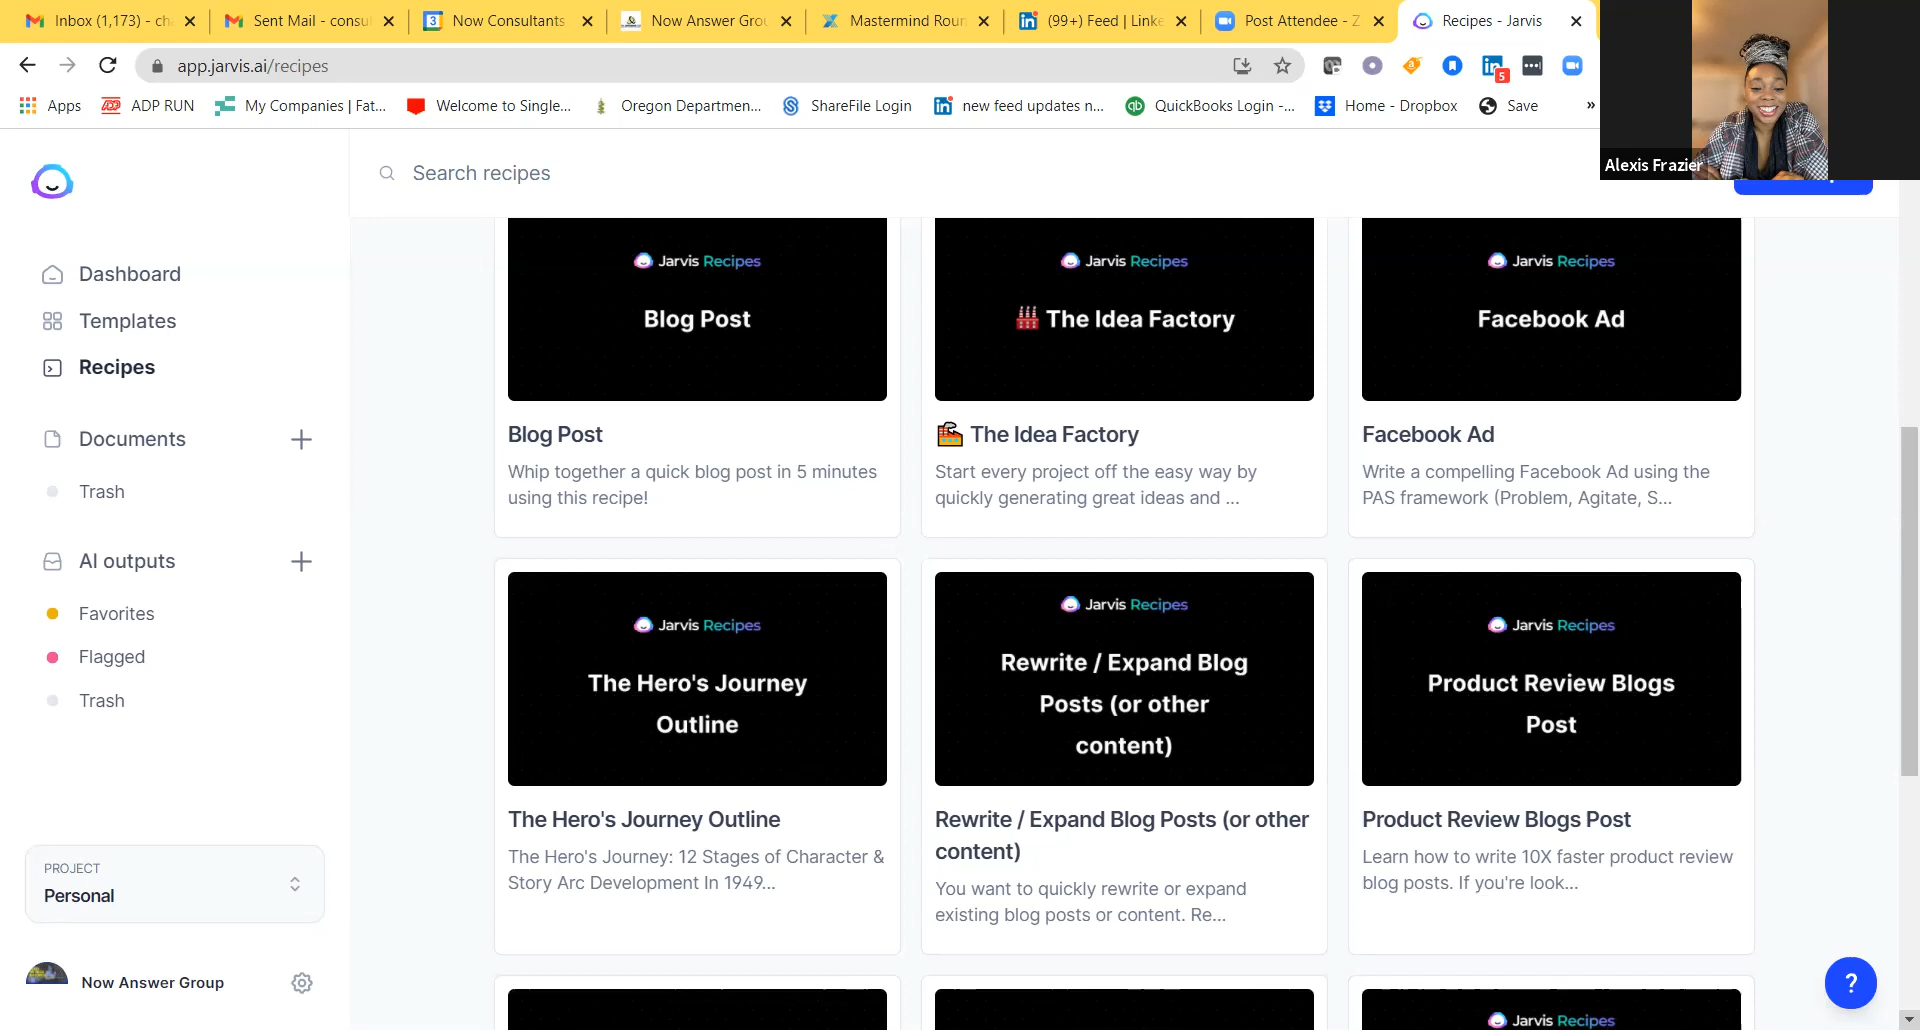 Inbox (1,173) - ch
Sent Mail - consul
Now Consultants
Now Answer Grou
Mastermind Roun
(99+) Feed | Linke
Post Attendee - Z
Recipes - Jarvis
app.jarvis.ai/recipes
5
Apps
ADP RUN
My Companies | Fat...
Welcome to Single...
Oregon Departmen...
ShareFile Login
new feed updates n...
QuickBooks Login -...
Home - Dropbox
Save
»
Alexis Frazier
Search recipes
Dashboard
Templates
Recipes
Documents
Trash
AI outputs
Favorites
Flagged
Trash
PROJECT
Personal
Now Answer Group
Jarvis Recipes
Blog Post
Blog Post
Whip together a quick blog post in 5 minutes
using this recipe!
Jarvis Recipes
The Idea Factory
The Idea Factory
Start every project off the easy way by
quickly generating great ideas and ...
Jarvis Recipes
Facebook Ad
Facebook Ad
Write a compelling Facebook Ad using the
PAS framework (Problem, Agitate, S...
Jarvis Recipes
The Hero's Journey
Outline
The Hero's Journey Outline
The Hero's Journey: 12 Stages of Character &
Story Arc Development In 1949...
Jarvis Recipes
Rewrite / Expand Blog
Posts (or other
content)
Rewrite / Expand Blog Posts (or other
content)
You want to quickly rewrite or expand
existing blog posts or content. Re...
Jarvis Recipes
Product Review Blogs
Post
Product Review Blogs Post
Learn how to write 10X faster product review
blog posts. If you're look...
Jarvis Recipes
?